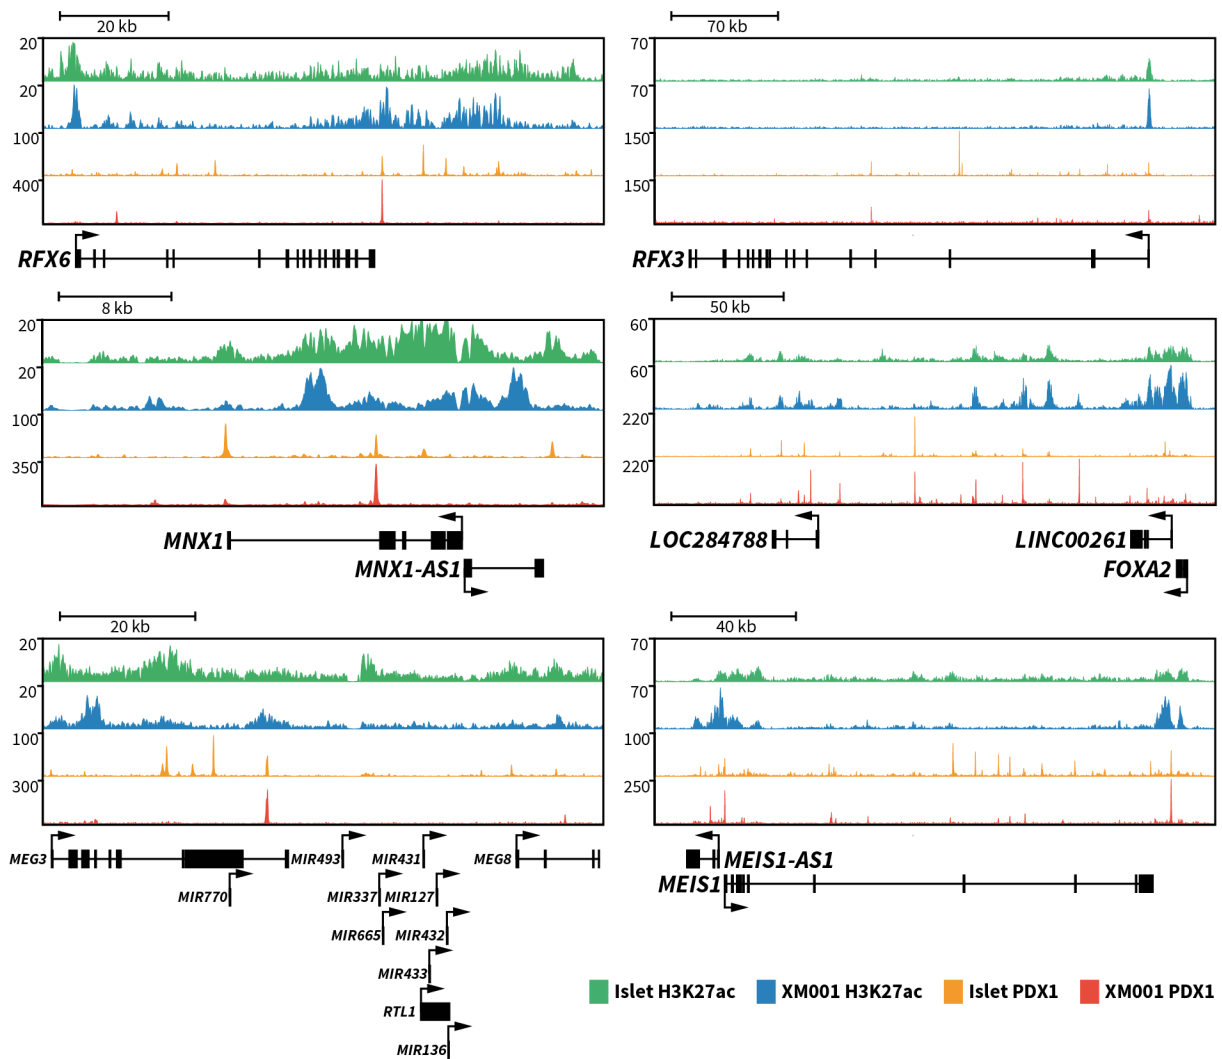 20 kb
20
20
100
400
RFX6
70 kb
70
70
150
150
RFX3
8 kb
20
20
100
350
MNX1
MNX1-AS1
50 kb
60
60
220
220
LOC284788
LINC00261
FOXA2
20 kb
20
20
100
300
MEG3
MIR493
MIR431
MEG8
MIR770
MIR337
MIR127
MIR665
MIR432
MIR433
RTL1
MIR136
40 kb
70
70
100
250
MEIS1-AS1
MEIS1
Islet H3K27ac
XM001 H3K27ac
Islet PDX1
XM001 PDX1